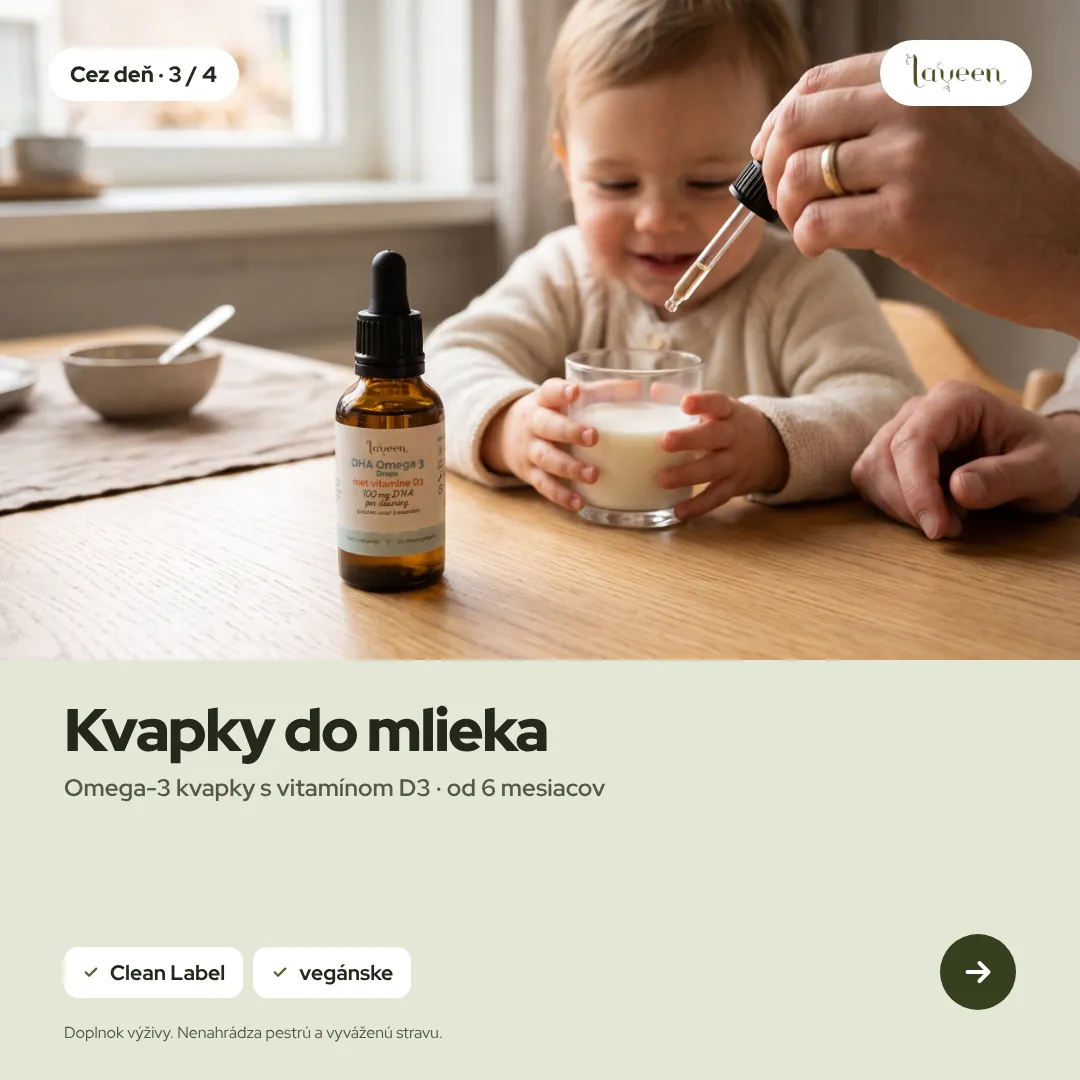 Cez deň · 3 / 4
laveen
laveen
DHA Omega 3
Drops
met vitamine D3
100 mg DHA
per dosering
Kvapky do mlieka
Omega-3 kvapky s vitamínom D3 · od 6 mesiacov
Clean Label
vegánske
Doplnok výživy. Nenahrádza pestrú a vyváženú stravu.